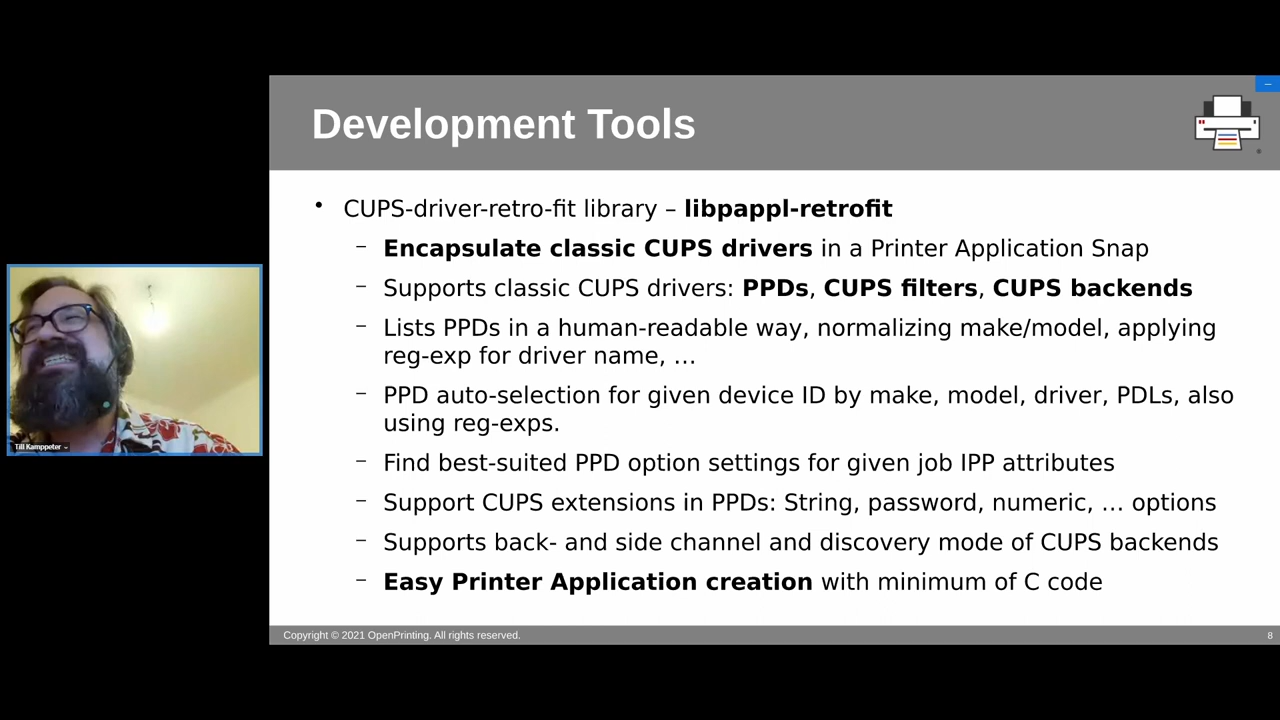 Development Tools
• CUPS-driver-retro-fit library – libpappl-retrofit
– Encapsulate classic CUPS drivers in a Printer Application Snap
– Supports classic CUPS drivers: PPDs, CUPS filters, CUPS backends
– Lists PPDs in a human-readable way, normalizing make/model, applying
reg-exp for driver name, …
– PPD auto-selection for given device ID by make, model, driver, PDLs, also
using reg-exps.
– Find best-suited PPD option settings for given job IPP attributes
– Support CUPS extensions in PPDs: String, password, numeric, … options
– Supports back- and side channel and discovery mode of CUPS backends
– Easy Printer Application creation with minimum of C code
Till Kamppeter
Copyright © 2021 OpenPrinting. All rights reserved.
8